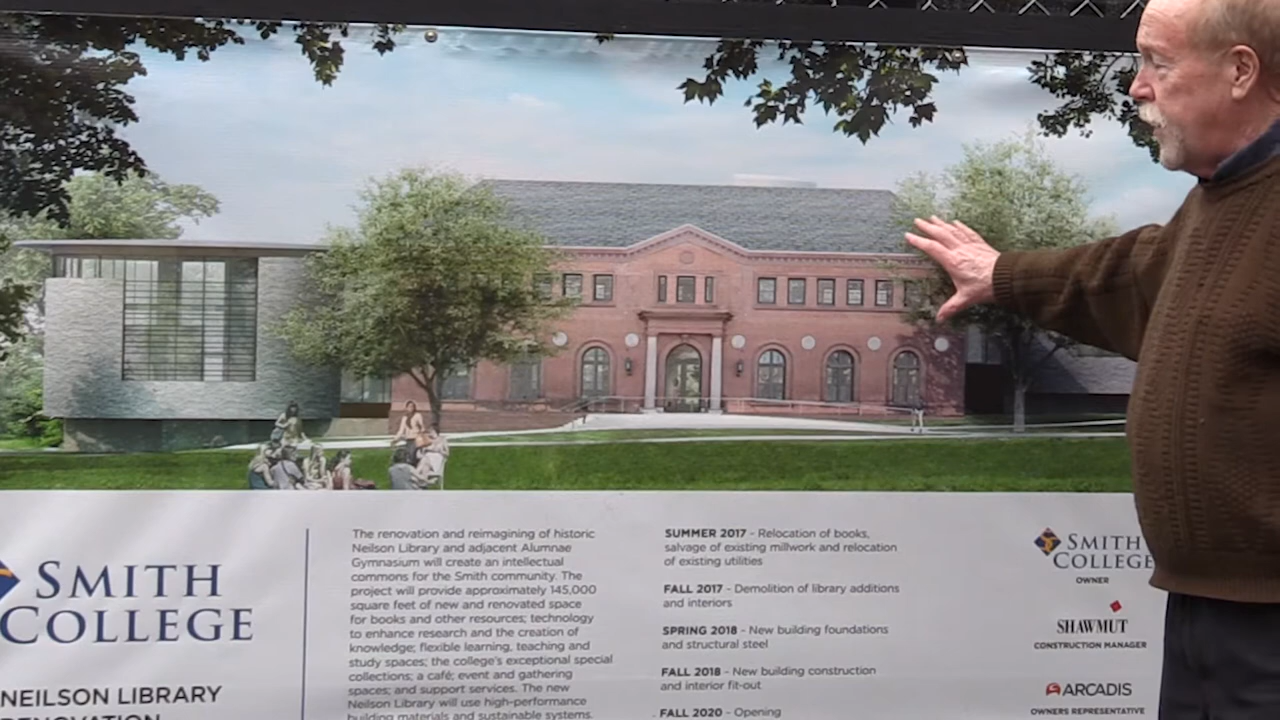 SMITH
COLLEGE
NEILSON LIBRARY
RENOVATION
The renovation and reimagining of historic
Neilson Library and adjacent Alumnae
Gymnasium will create an intellectual
commons for the Smith community. The
project will provide approximately 145,000
square feet of new and renovated space
for books and other resources; technology
to enhance research and the creation of
knowledge; flexible learning, teaching and
study spaces; the college's exceptional special
collections; a café; event and gathering
spaces; and support services. The new
Neilson Library will use high-performance
building materials and sustainable systems.
SUMMER 2017 - Relocation of books,
salvage of existing millwork and relocation
of existing utilities
FALL 2017 - Demolition of library additions
and interiors
SPRING 2018 - New building foundations
and structural steel
FALL 2018 - New building construction
and interior fit-out
FALL 2020 - Opening
SMITH
COLLEGE
OWNER
SHAWMUT
CONSTRUCTION MANAGER
ARCADIS
OWNERS REPRESENTATIVE